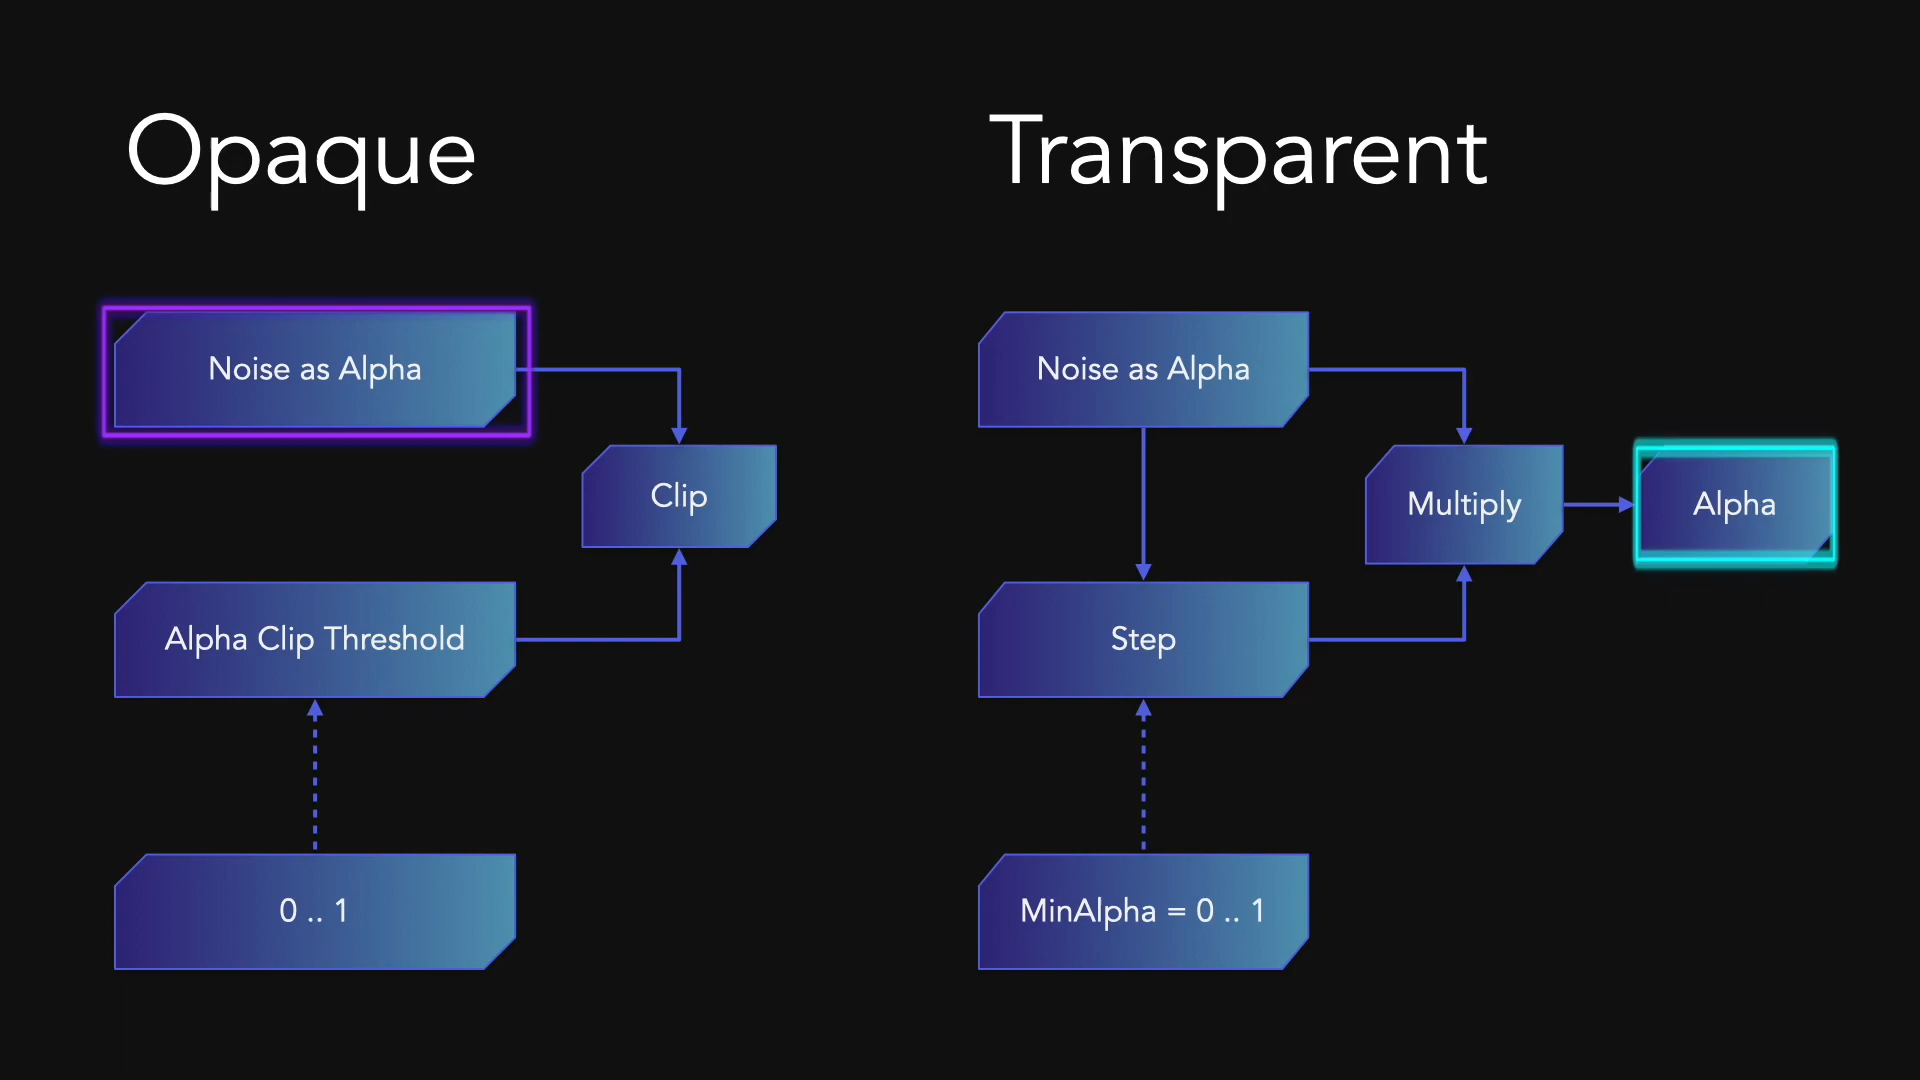 Opaque
Noise as Alpha
Clip
Alpha Clip Threshold
0 .. 1
Transparent
Noise as Alpha
Multiply
Alpha
Step
MinAlpha = 0 .. 1